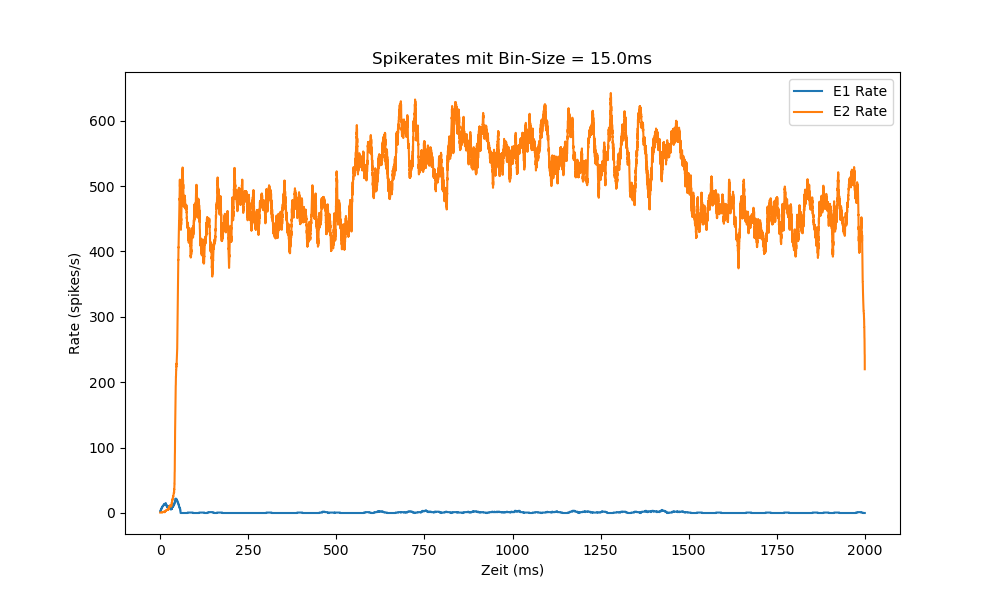 Spikerates mit Bin-Size = 15.0ms
E1 Rate
E2 Rate
Rate (spikes/s)
600
500
400
300
200
100
0
0 250 500 750 1000 1250 1500 1750 2000
Zeit (ms)